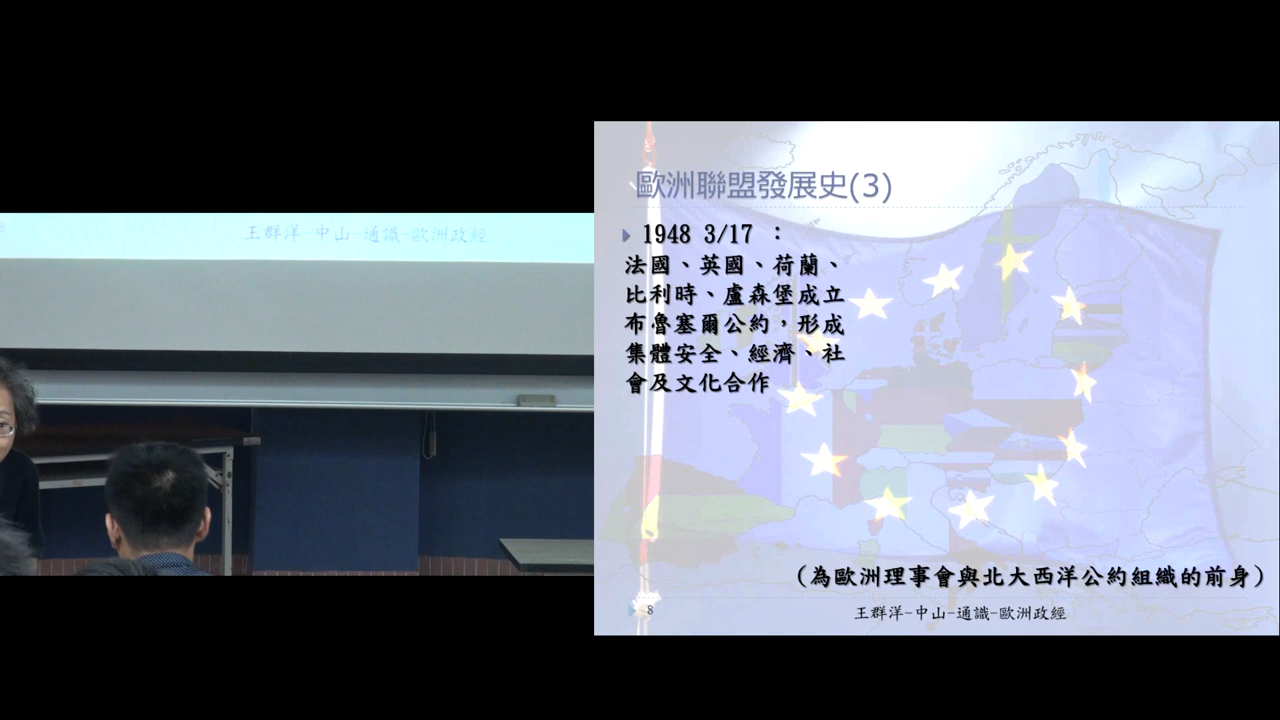 王群洋-中山-通識-歐洲政經
歐洲聯盟發展史(3)
1948 3/17 ：
法國、英國、荷蘭、
比利時、盧森堡成立
布魯塞爾公約，形成
集體安全、經濟、社
會及文化合作
(為歐洲理事會與北大西洋公約組織的前身)
8
王群洋-中山-通識-歐洲政經